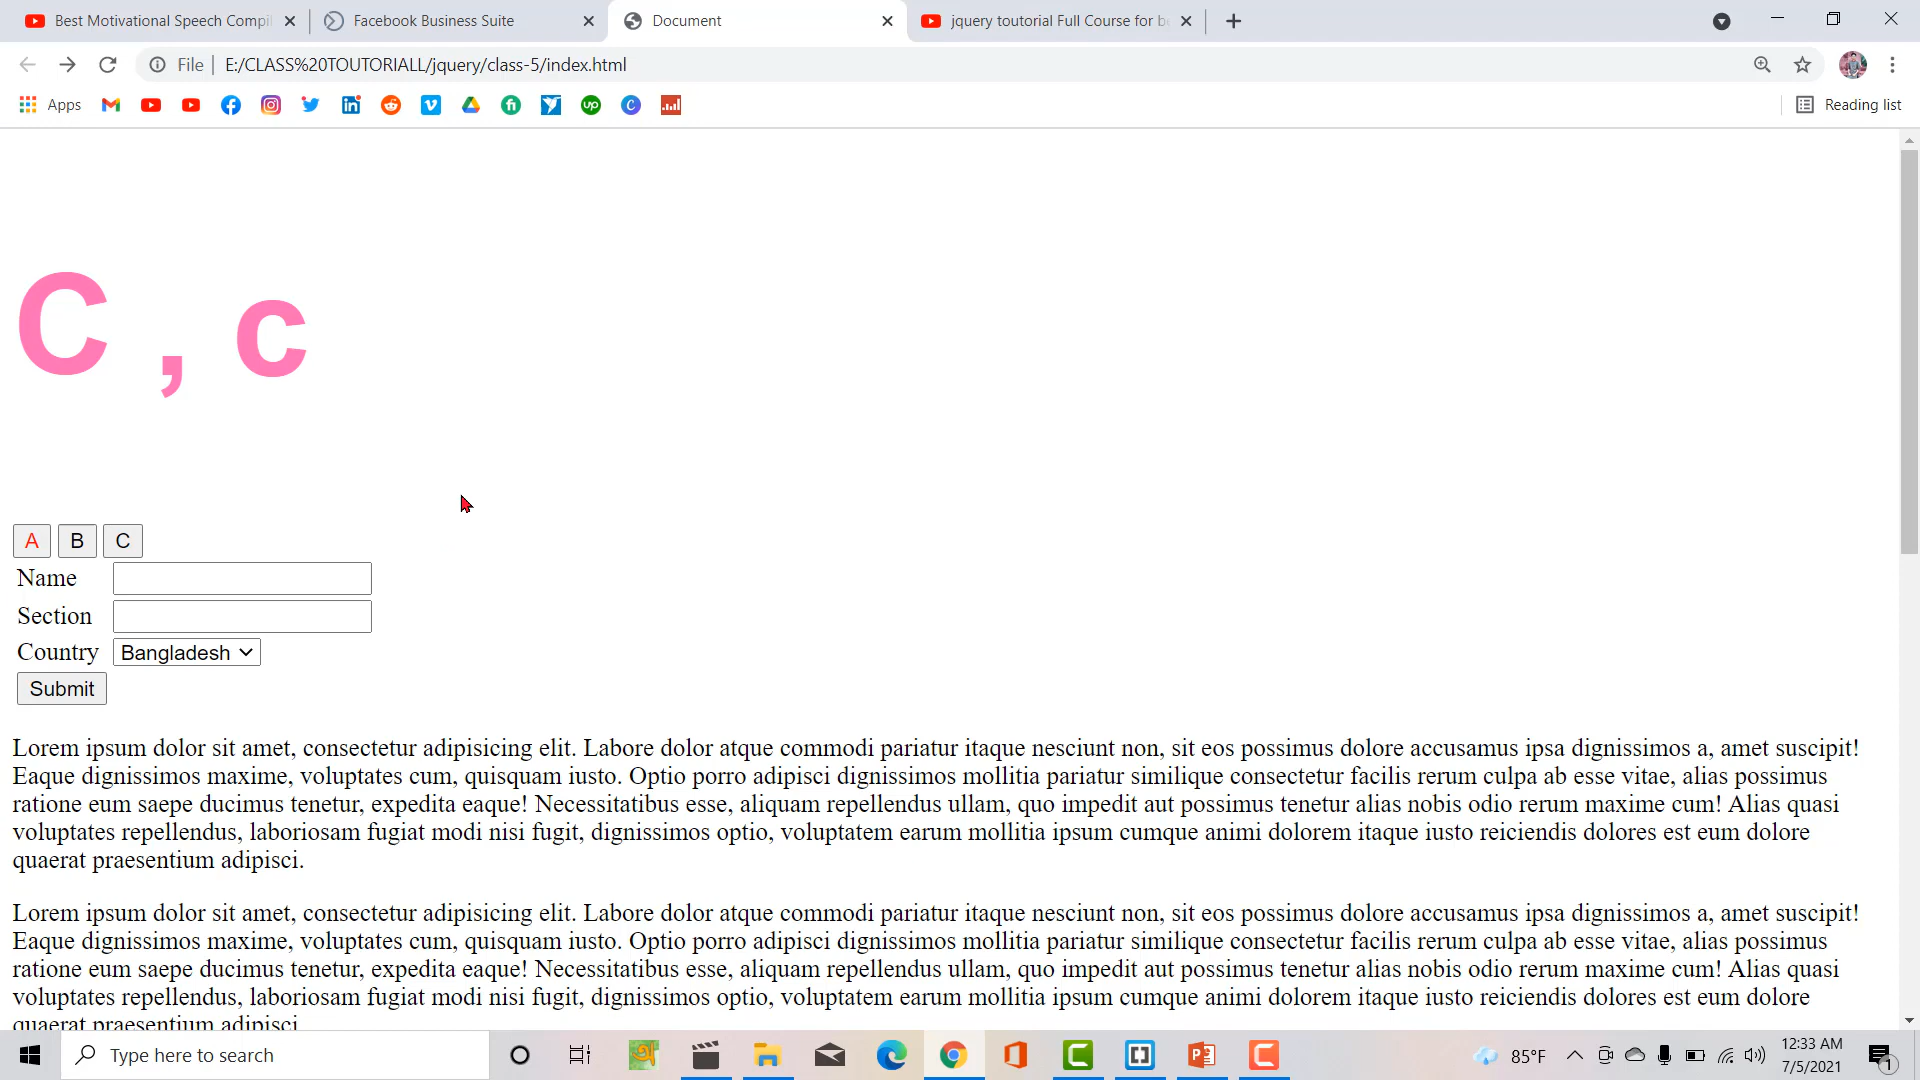 Best Motivational Speech Compil
Facebook Business Suite
Document
jquery toutorial Full Course for be
File | E:/CLASS%20TOUTORIALL/jquery/class-5/index.html
Apps
Reading list
C , c
A B C
Name
Section
Country Bangladesh
Submit
Lorem ipsum dolor sit amet, consectetur adipisicing elit. Labore dolor atque commodi pariatur itaque nesciunt non, sit eos possimus dolore accusamus ipsa dignissimos a, amet suscipit!
Eaque dignissimos maxime, voluptates cum, quisquam iusto. Optio porro adipisci dignissimos mollitia pariatur similique consectetur facilis rerum culpa ab esse vitae, alias possimus
ratione eum saepe ducimus tenetur, expedita eaque! Necessitatibus esse, aliquam repellendus ullam, quo impedit aut possimus tenetur alias nobis odio rerum maxime cum! Alias quasi
voluptates repellendus, laboriosam fugiat modi nisi fugit, dignissimos optio, voluptatem earum mollitia ipsum cumque animi dolorem itaque iusto reiciendis dolores est eum dolore
quaerat praesentium adipisci.
Lorem ipsum dolor sit amet, consectetur adipisicing elit. Labore dolor atque commodi pariatur itaque nesciunt non, sit eos possimus dolore accusamus ipsa dignissimos a, amet suscipit!
Eaque dignissimos maxime, voluptates cum, quisquam iusto. Optio porro adipisci dignissimos mollitia pariatur similique consectetur facilis rerum culpa ab esse vitae, alias possimus
ratione eum saepe ducimus tenetur, expedita eaque! Necessitatibus esse, aliquam repellendus ullam, quo impedit aut possimus tenetur alias nobis odio rerum maxime cum! Alias quasi
voluptates repellendus, laboriosam fugiat modi nisi fugit, dignissimos optio, voluptatem earum mollitia ipsum cumque animi dolorem itaque iusto reiciendis dolores est eum dolore
quaerat praesentium adipisci.
Type here to search
85°F
12:33 AM
7/5/2021
1